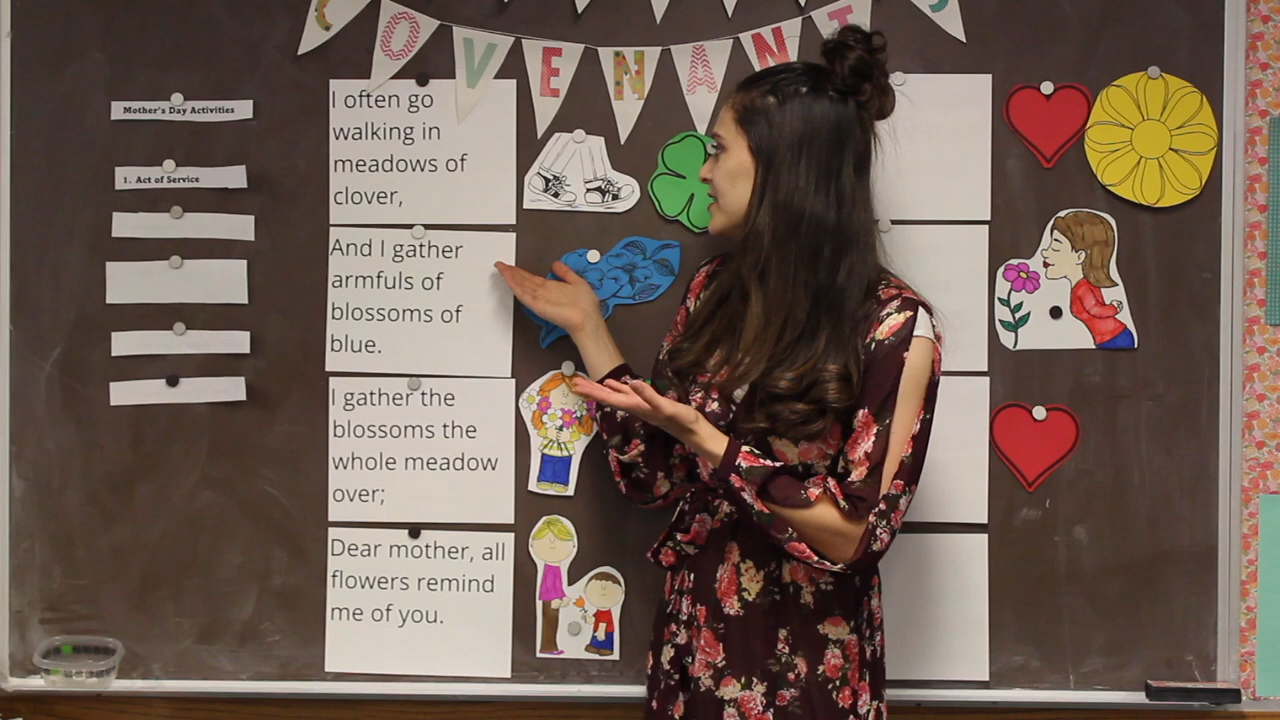 COVENANTS
Mother's Day Activities
1. Act of Service
I often go
walking in
meadows of
clover,
And I gather
armfuls of
blossoms of
blue.
I gather the
blossoms the
whole meadow
over;
Dear mother, all
flowers remind
me of you.